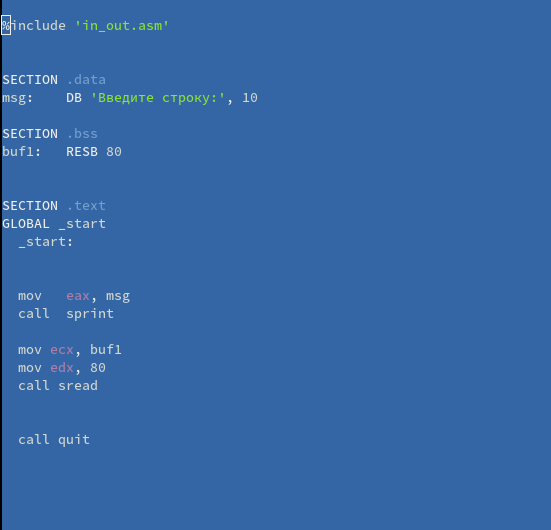 %include 'in_out.asm'
SECTION .data
msg:    DB 'Введите строку:', 10
SECTION .bss
buf1:   RESB 80
SECTION .text
GLOBAL _start
  _start:
  mov   eax, msg
  call  sprint
  mov ecx, buf1
  mov edx, 80
  call sread
  call quit